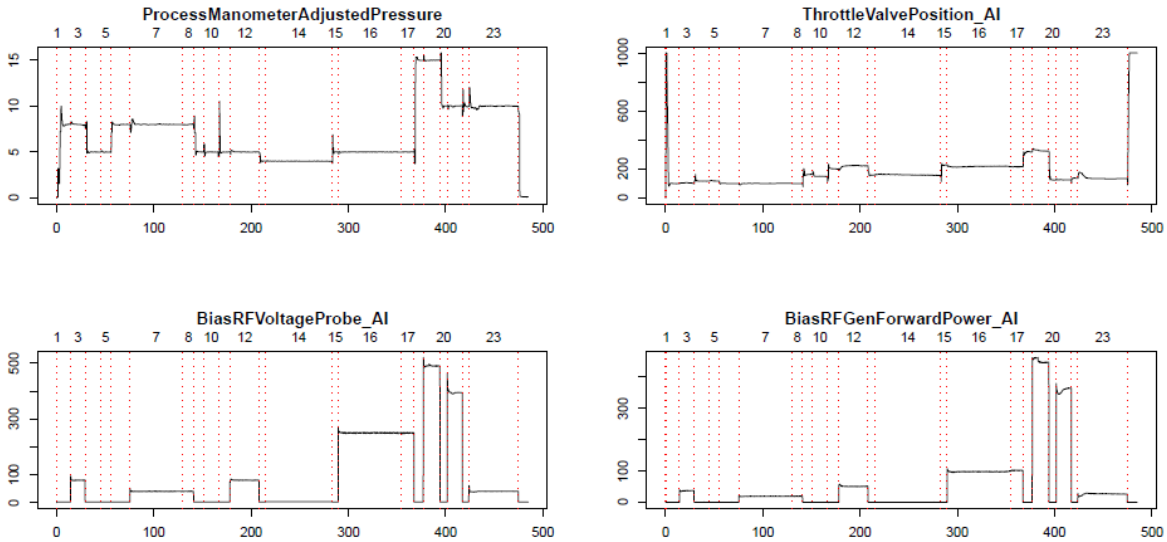 ProcessManometerAdjustedPressure
1 3 5 7 8 10 12 14 15 16 17 20 23
15
10
5
0
0 100 200 300 400 500
ThrottleValvePosition_AI
1 3 5 7 8 10 12 14 15 16 17 20 23
1000
600
200
0
0 100 200 300 400 500
BiasRFVoltageProbe_AI
1 3 5 7 8 10 12 14 15 16 17 20 23
500
300
100
0
0 100 200 300 400 500
BiasRFGenForwardPower_AI
1 3 5 7 8 10 12 14 15 16 17 20 23
300
100
0
0 100 200 300 400 500